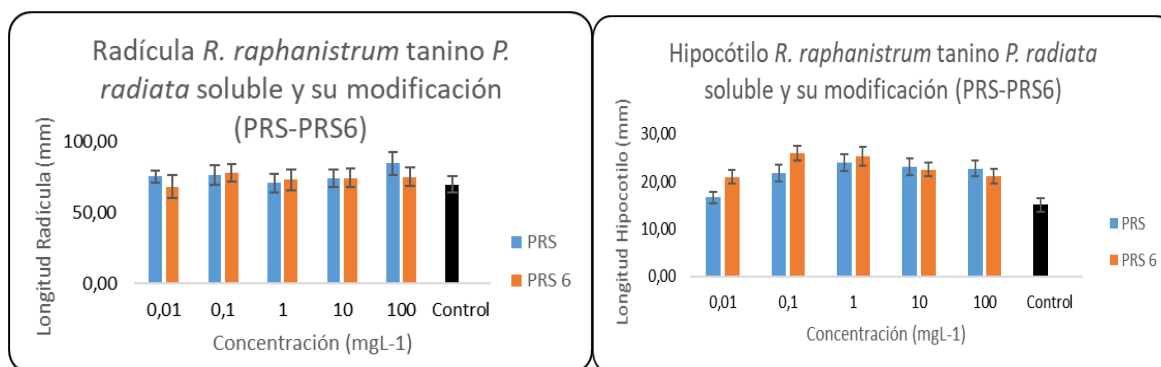 Radícula R. raphanistrum tanino P.
radiata soluble y su modificación
(PRS-PRS6)
Longitud Radícula (mm)
100,00
50,00
0,00
0,01 0,1 1 10 100 Control
Concentración (mgL-1)
PRS
PRS 6
Hipocótilo R. raphanistrum tanino P. radiata
soluble y su modificación (PRS-PRS6)
Longitud Hipocotilo (mm)
30,00
20,00
10,00
0,00
0,01 0,1 1 10 100 Control
Concentración (mgL-1)
PRS
PRS 6